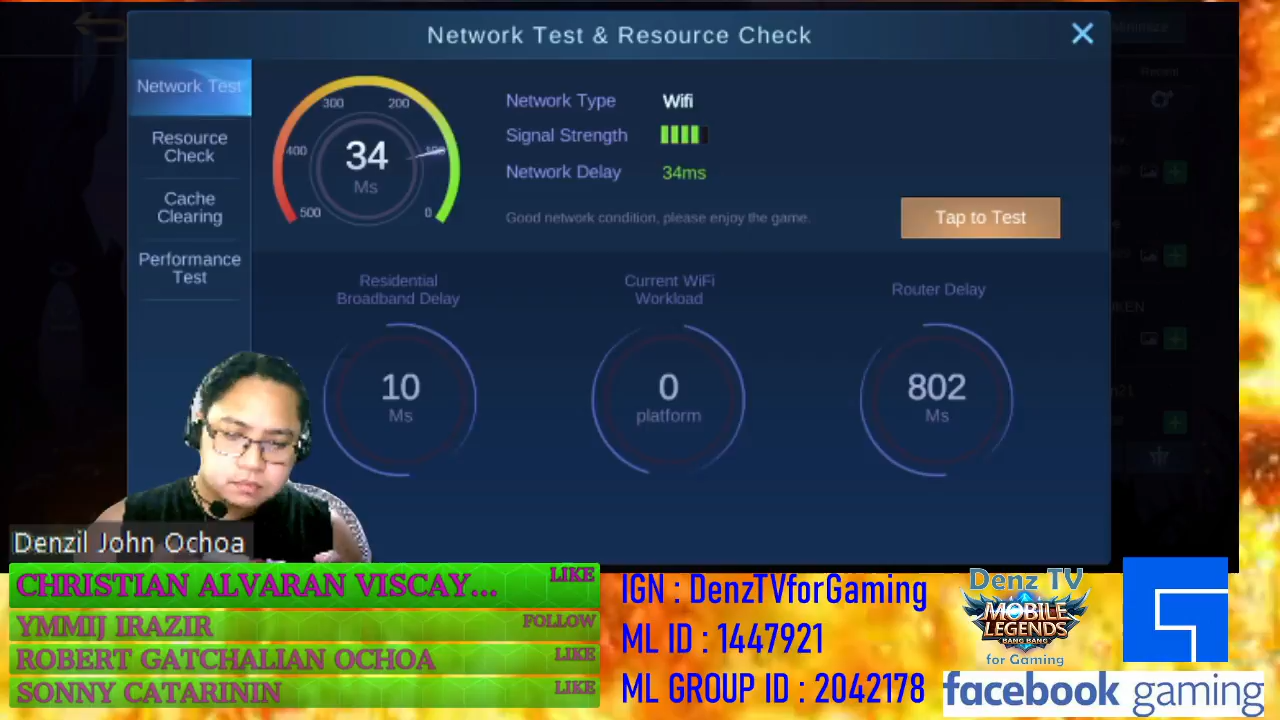 Network Test & Resource Check
Network Test
Resource
Check
Cache
Clearing
Performance
Test
300
200
400
100
500
0
34
Ms
Network Type
Wifi
Signal Strength
Network Delay
34ms
Good network condition, please enjoy the game.
Tap to Test
Residential
Broadband Delay
10
Ms
Current WiFi
Workload
0
platform
Router Delay
802
Ms
Denzil John Ochoa
CHRISTIAN ALVARAN VISCAY...
LIKE
YMMIJ IRAZIR
FOLLOW
ROBERT GATCHALIAN OCHOA
LIKE
SONNY CATARININ
LIKE
IGN : DenzTVforGaming
ML ID : 1447921
ML GROUP ID : 2042178
Denz TV
MOBILE
LEGENDS
BANG BANG
for Gaming
facebook gaming